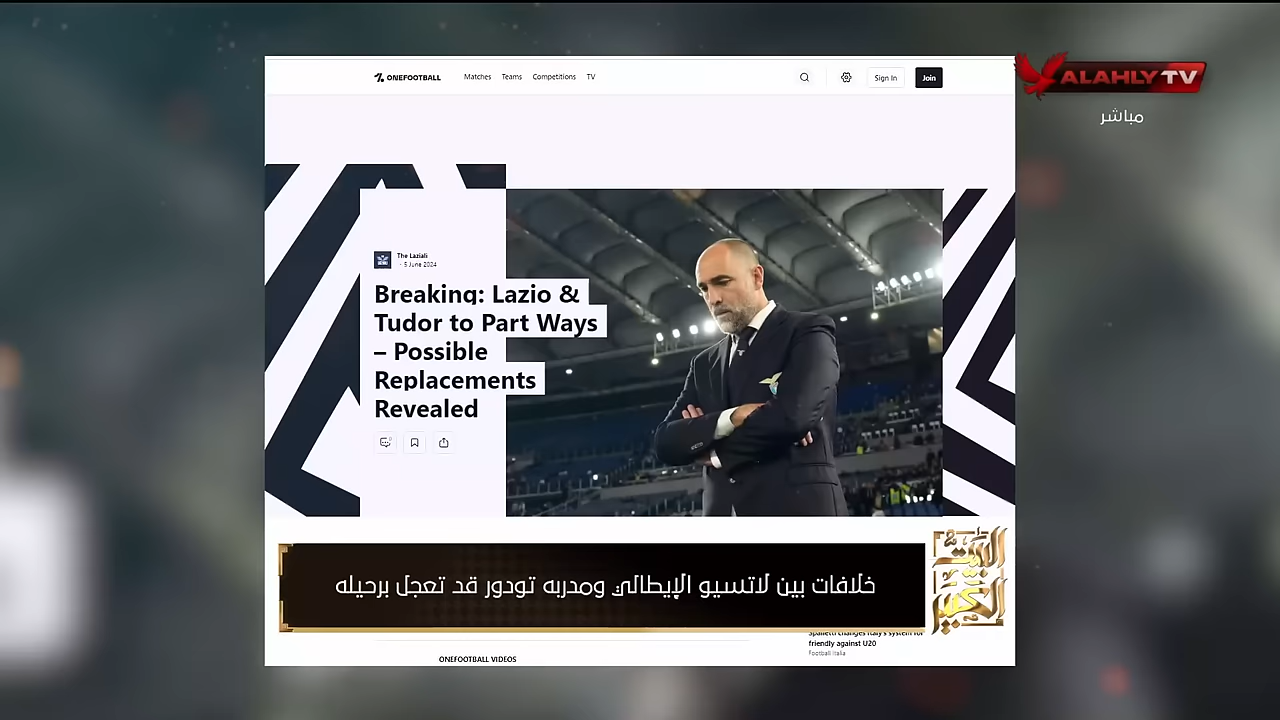 ONEFOOTBALL
Matches
Teams
Competitions
TV
Sign In
Join
ALAHLY TV
مباشر
The Laziali
- 5 June 2024
Breaking: Lazio &
Tudor to Part Ways
– Possible
Replacements
Revealed
خلافات بين لاتسيو الإيطالي ومدربه تودور قد تعجل برحيله
البيت
الكبير
Spalletti changes Italy's system for
friendly against U20
Football Italia
ONEFOOTBALL VIDEOS